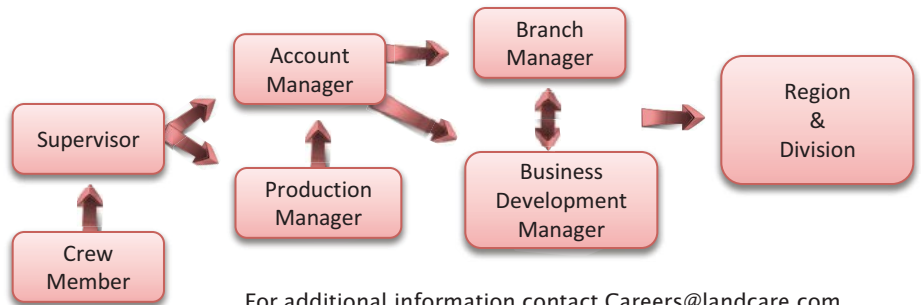 Crew
Member
Supervisor
Account
Manager
Production
Manager
Branch
Manager
Business
Development
Manager
Region
&
Division
For additional information contact Careers@landcare.com